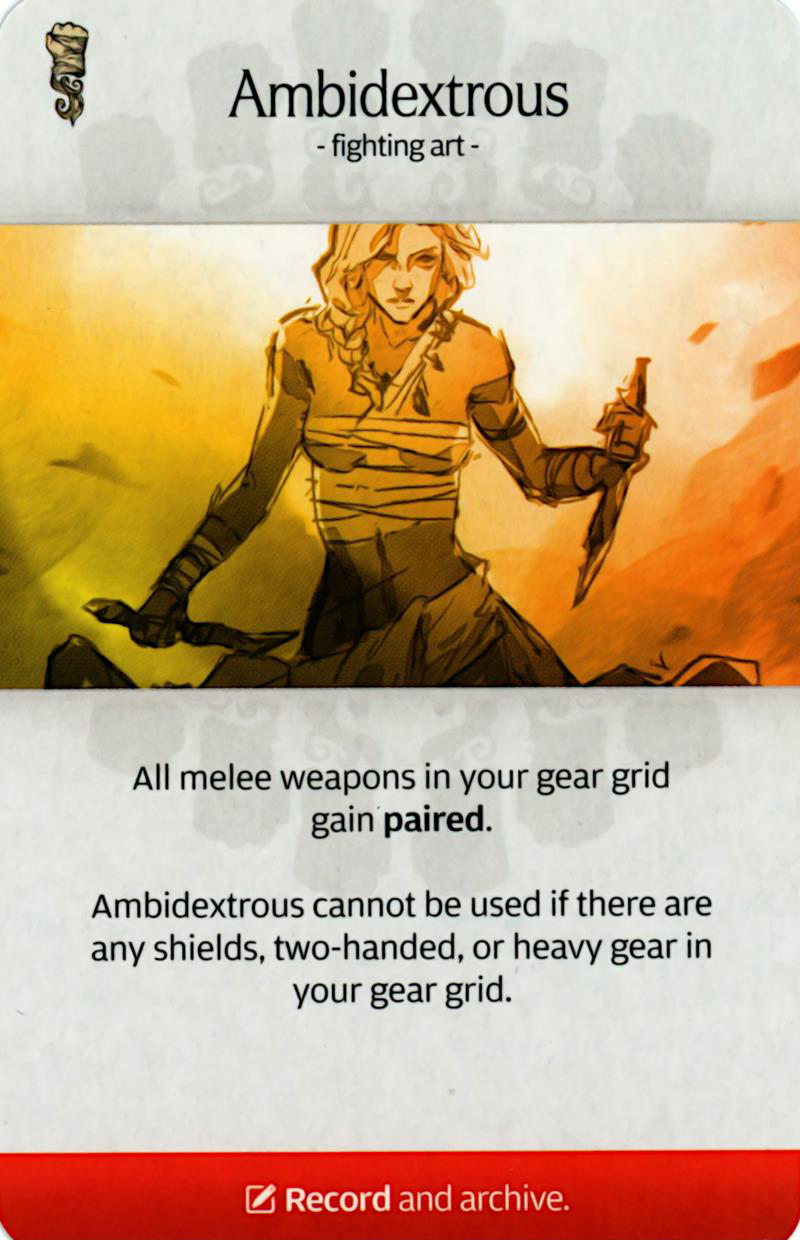 Ambidextrous
- fighting art -
All melee weapons in your gear grid
gain paired.
Ambidextrous cannot be used if there are
any shields, two-handed, or heavy gear in
your gear grid.
Record and archive.